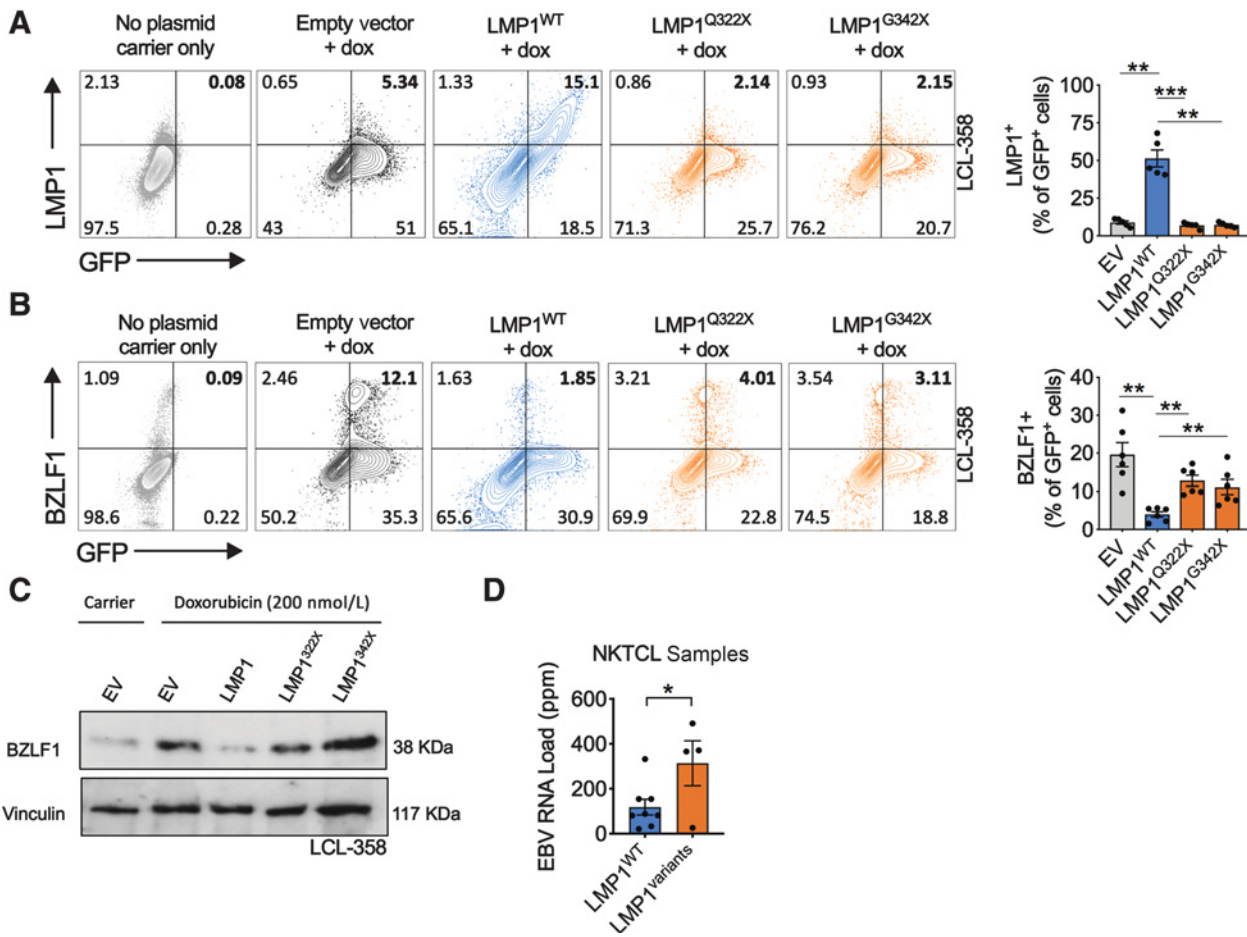 A
No plasmid
carrier only
Empty vector
+ dox
LMP1WT
+ dox
LMP1Q322X
+ dox
LMP1G342X
+ dox
2.13
0.08
0.65
5.34
1.33
15.1
0.86
2.14
0.93
2.15
97.5
0.28
43
51
65.1
18.5
71.3
25.7
76.2
20.7
LMP1
GFP
LCL-358
LMP1+
(% of GFP+ cells)
100
75
50
25
0
**
***
**
EV
LMP1WT
LMP1Q322X
LMP1G342X
B
No plasmid
carrier only
Empty vector
+ dox
LMP1WT
+ dox
LMP1Q322X
+ dox
LMP1G342X
+ dox
1.09
0.09
2.46
12.1
1.63
1.85
3.21
4.01
3.54
3.11
98.6
0.22
50.2
35.3
65.6
30.9
69.9
22.8
74.5
18.8
BZLF1
GFP
LCL-358
BZLF1+
(% of GFP+ cells)
40
30
20
10
0
**
**
**
EV
LMP1WT
LMP1Q322X
LMP1G342X
C
Carrier
Doxorubicin (200 nmol/L)
EV
EV
LMP1
LMP1322X
LMP1342X
BZLF1
38 KDa
Vinculin
117 KDa
LCL-358
D
NKTCL Samples
EBV RNA Load (ppm)
600
400
200
0
*
LMP1WT
LMP1variants